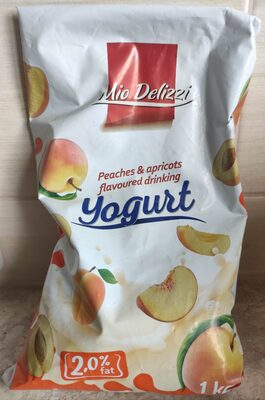 Mio Delizzi
Peaches & apricots
flavoured drinking
yogurt
2.0%
fat
1 KG